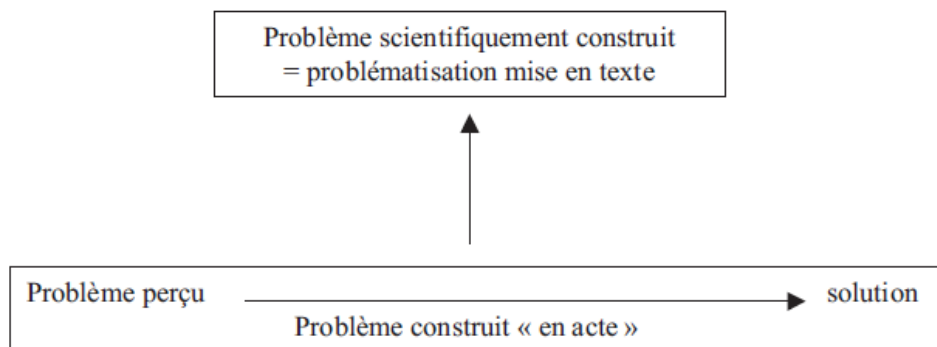 Problème scientifiquement construit
= problématisation mise en texte
Problème perçu
solution
Problème construit « en acte »